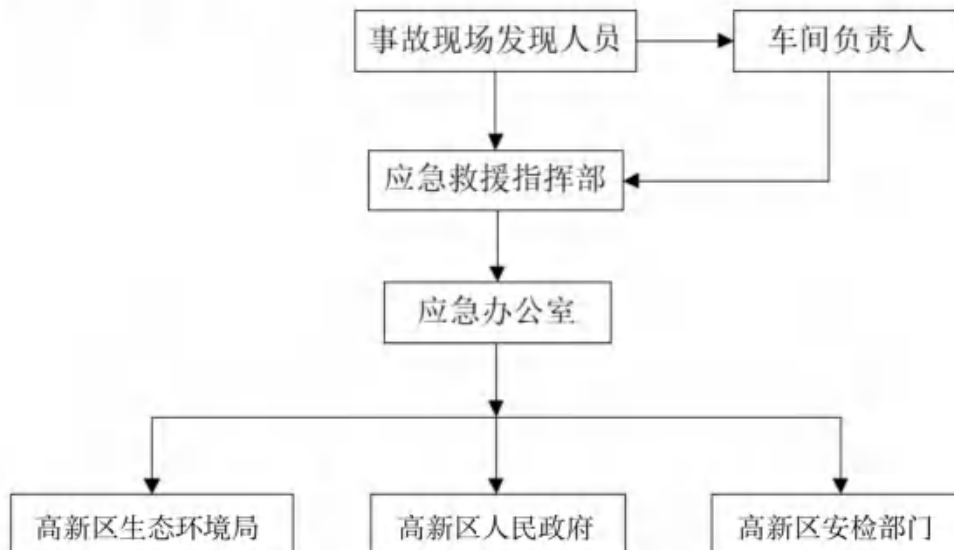 事故现场发现人员
车间负责人
应急救援指挥部
应急办公室
高新区生态环境局
高新区人民政府
高新区安检部门